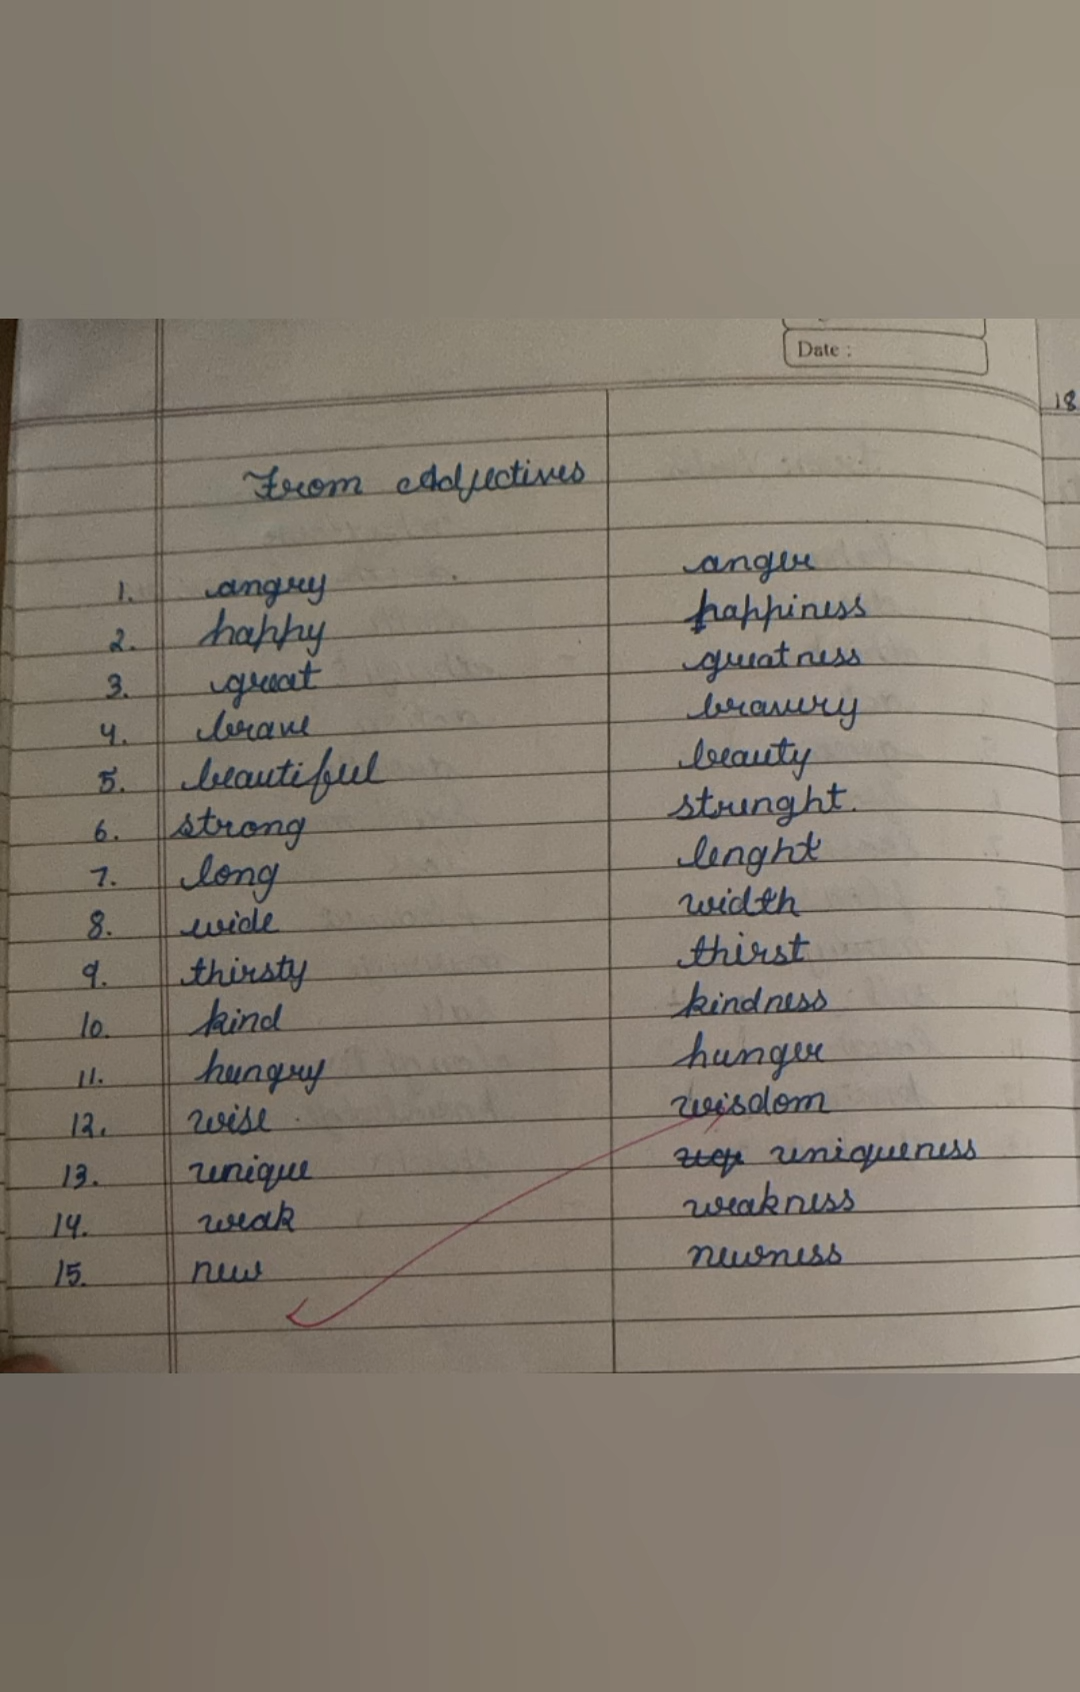 Date :
18
From Adjectives
1. angry anger
2. happy happiness
3. great greatness
4. brave bravery
5. beautiful beauty
6. strong strenght.
7. long lenght
8. wide width
9. thirsty thirst
10. kind kindness
11. hungry hunger
12. wise wisdom
13. unique uniqueness
14. weak weakness
15. new newness